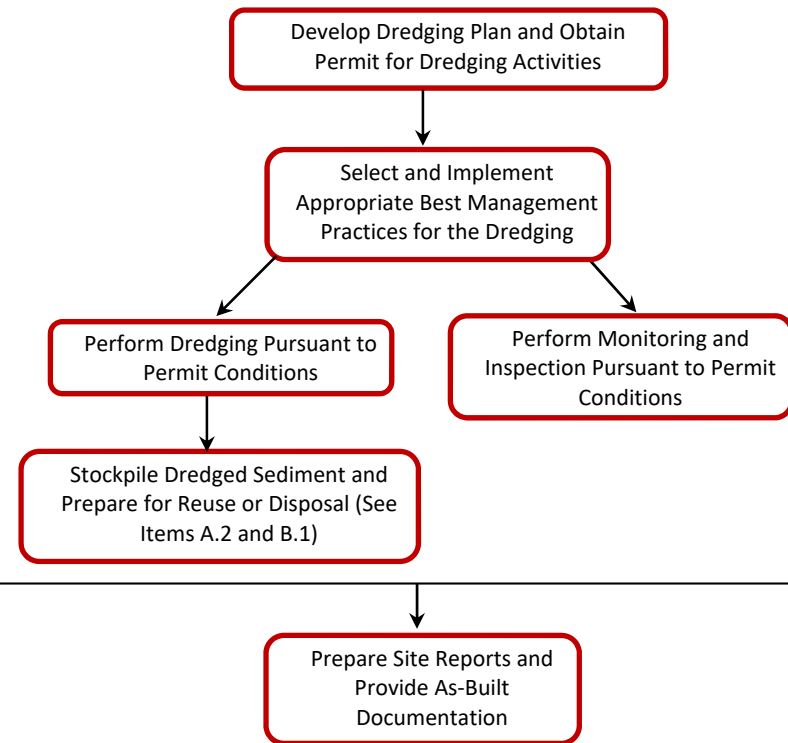 Develop Dredging Plan and Obtain
Permit for Dredging Activities
Select and Implement
Appropriate Best Management
Practices for the Dredging
Perform Dredging Pursuant to
Permit Conditions
Perform Monitoring and
Inspection Pursuant to Permit
Conditions
Stockpile Dredged Sediment and
Prepare for Reuse or Disposal (See
Items A.2 and B.1)
Prepare Site Reports and
Provide As-Built
Documentation